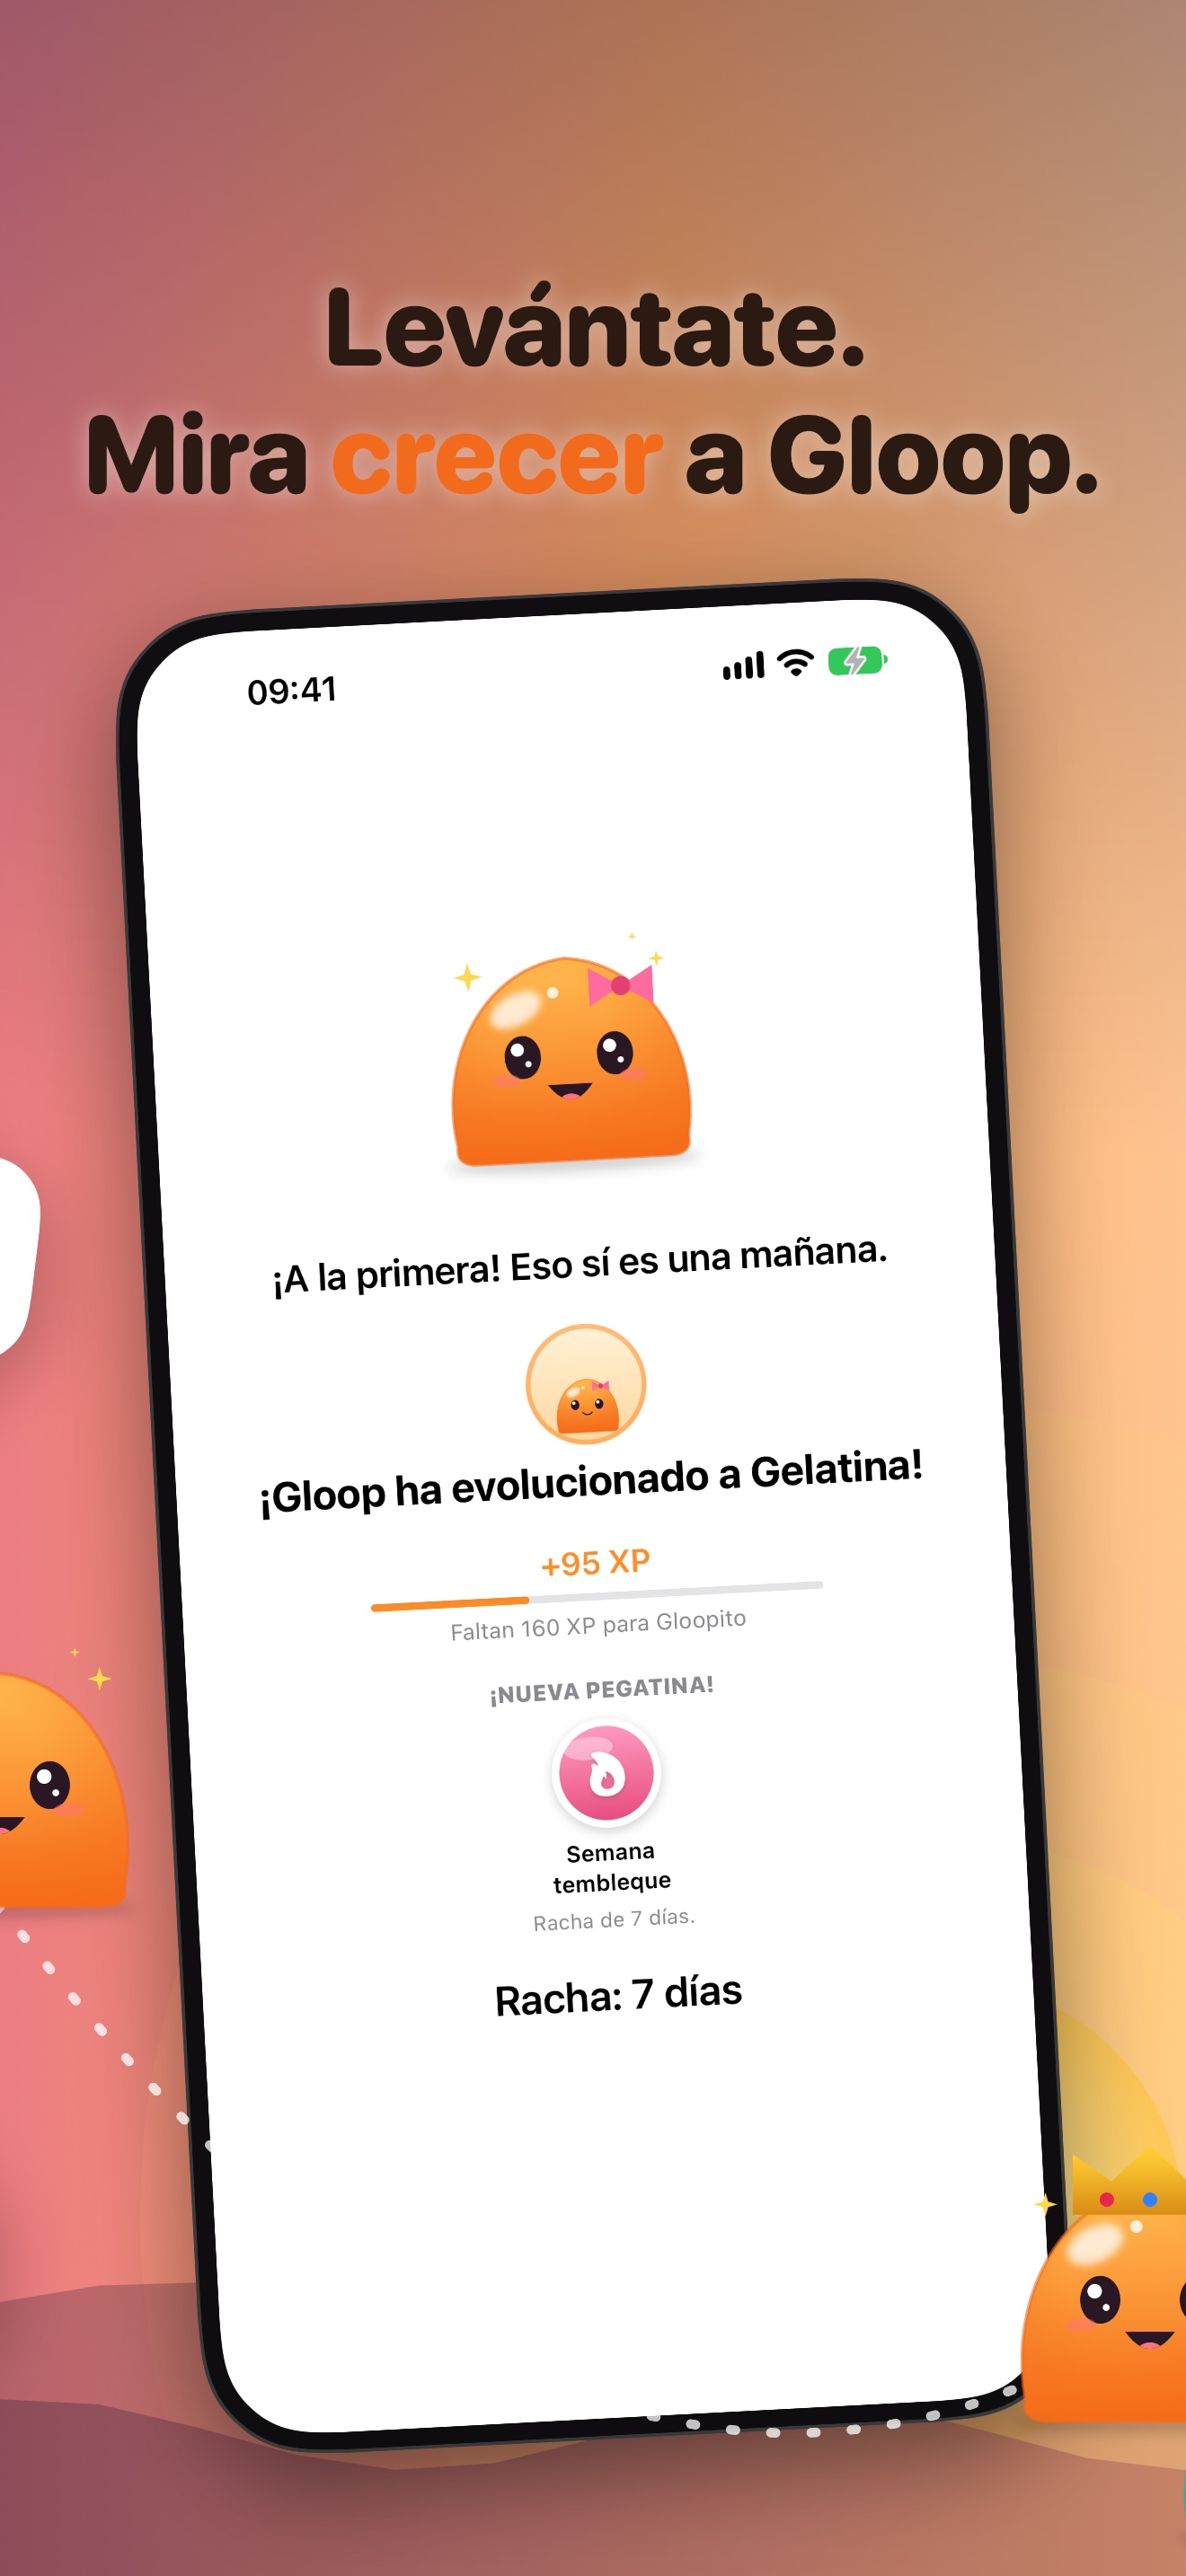 Levántate.
Mira crecer a Gloop.
09:41
¡A la primera! Eso sí es una mañana.
¡Gloop ha evolucionado a Gelatina!
+95 XP
Faltan 160 XP para Gloopito
¡NUEVA PEGATINA!
Semana
tembleque
Racha de 7 días.
Racha: 7 días